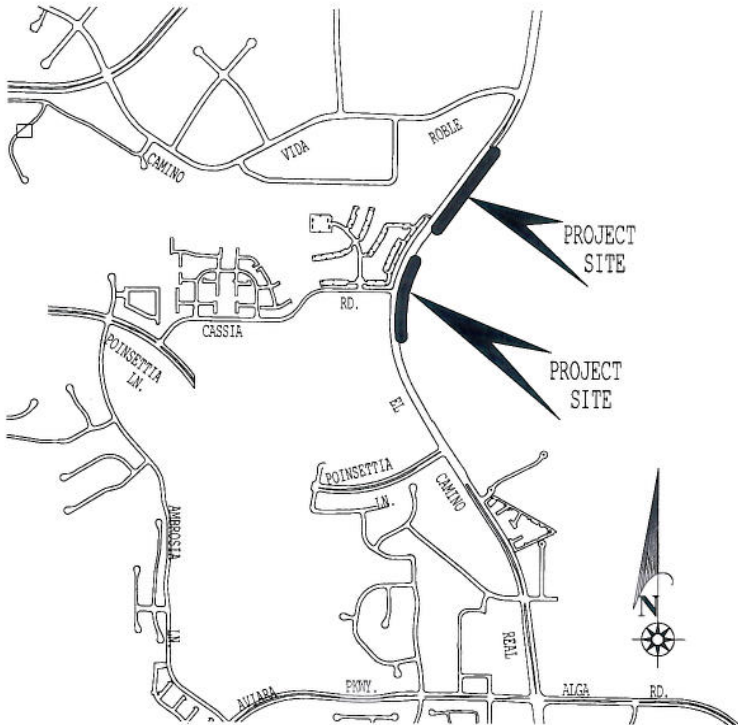 ROBLE
VIDA
CAMINO
PROJECT
SITE
CASSIA
RD.
POINSETTIA
LN.
PROJECT
SITE
EL
POINSETTIA
LN.
CAMINO
AMBROSIA
LN.
REAL
N
AVIARA
PKWY.
ALGA
RD.